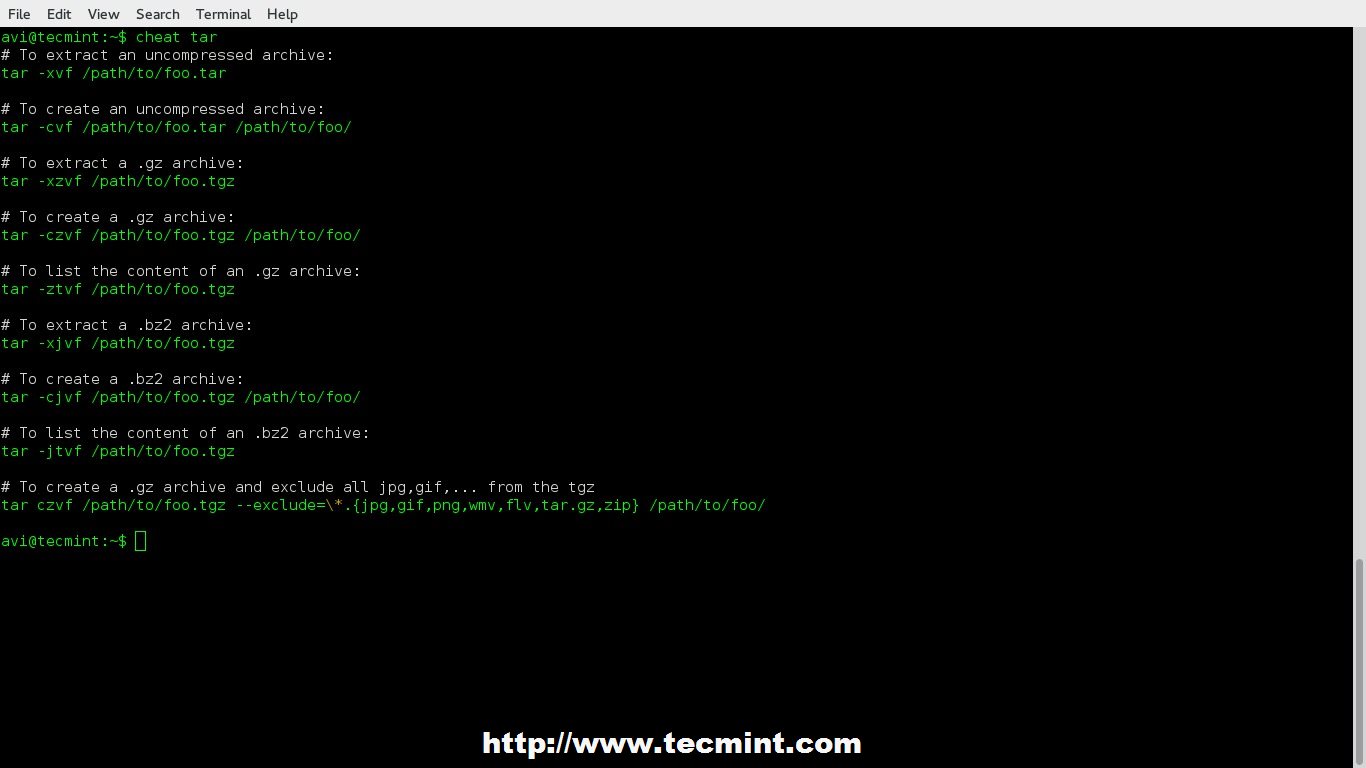 File Edit View Search Terminal Help
avi@tecmint:~$ cheat tar
# To extract an uncompressed archive:
tar -xvf /path/to/foo.tar
# To create an uncompressed archive:
tar -cvf /path/to/foo.tar /path/to/foo/
# To extract a .gz archive:
tar -xzvf /path/to/foo.tgz
# To create a .gz archive:
tar -czvf /path/to/foo.tgz /path/to/foo/
# To list the content of an .gz archive:
tar -ztvf /path/to/foo.tgz
# To extract a .bz2 archive:
tar -xjvf /path/to/foo.tgz
# To create a .bz2 archive:
tar -cjvf /path/to/foo.tgz /path/to/foo/
# To list the content of an .bz2 archive:
tar -jtvf /path/to/foo.tgz
# To create a .gz archive and exclude all jpg,gif,... from the tgz
tar czvf /path/to/foo.tgz --exclude=\*.{jpg,gif,png,wmv,flv,tar.gz,zip} /path/to/foo/
avi@tecmint:~$
http://www.tecmint.com